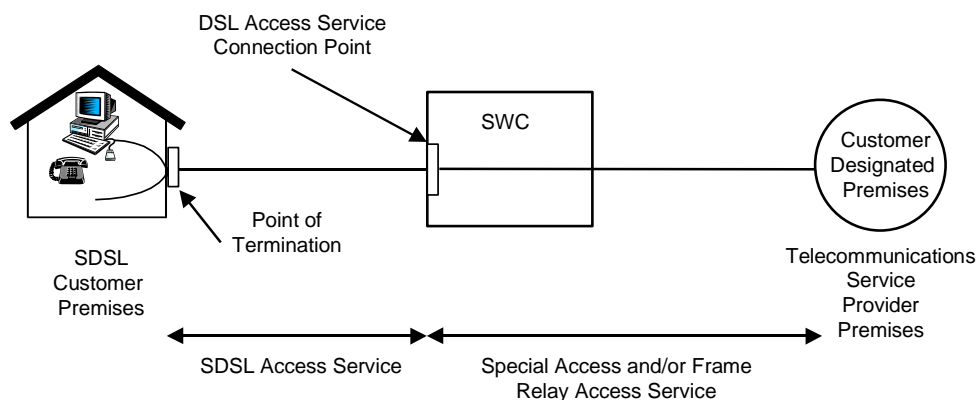 DSL Access Service
Connection Point
SWC
Customer
Designated
Premises
Point of
Termination
SDSL
Customer
Premises
Telecommunications
Service
Provider
Premises
SDSL Access Service
Special Access and/or Frame
Relay Access Service